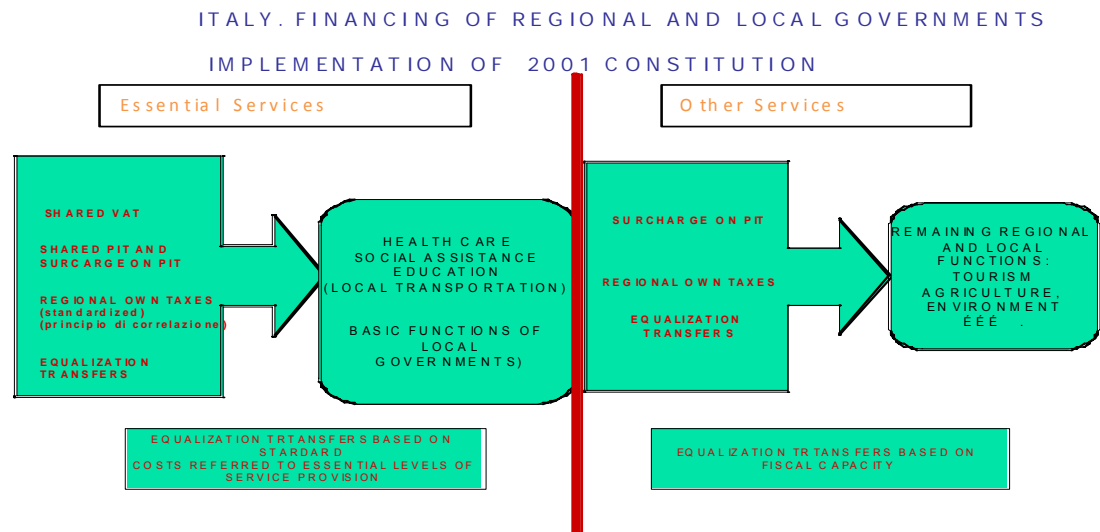 ITALY. FINANCING OF REGIONAL AND LOCAL GOVERNMENTS
IMPLEMENTATION OF 2001 CONSTITUTION
Essential Services
Other Services
SHARED VAT
SHARED PIT AND
SURCARGE ON PIT
REGIONAL OWN TAXES
(standardized)
(principio di correlazione)
EQUALIZATION
TRANSFERS
HEALTH CARE
SOCIAL ASSISTANCE
EDUCATION
(LOCAL TRANSPORTATION)
BASIC FUNCTIONS OF
LOCAL
GOVERNMENTS)
SURCHARGE ON PIT
REGIONAL OWN TAXES
EQUALIZATION
TRANSFERS
REMAINING REGIONAL
AND LOCAL
FUNCTIONS:
TOURISM
AGRICULTURE,
ENVIRONMENT
ÉÉÉ .
EQUALIZATION TRTANSFERS BASED ON
STARDARD
COSTS REFERRED TO ESSENTIAL LEVELS OF
SERVICE PROVISION
EQUALIZATION TRTANSFERS BASED ON
FISCAL CAPACITY